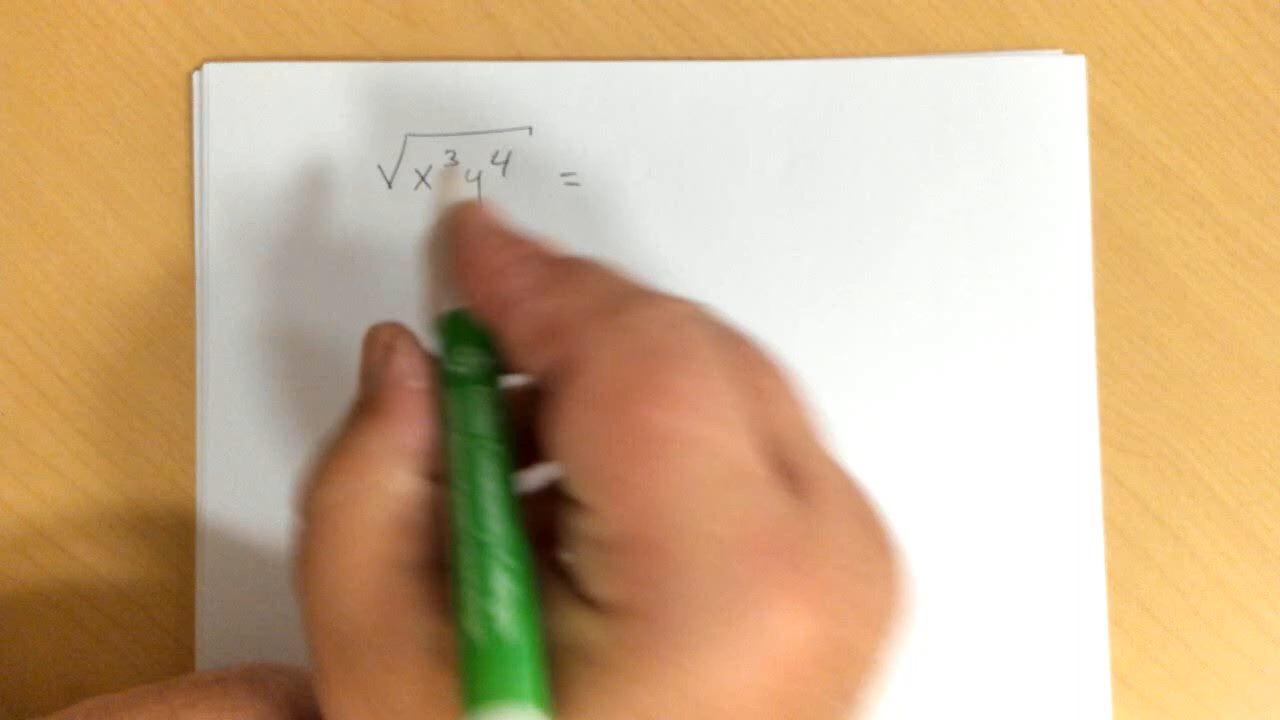 √x³y⁴ =